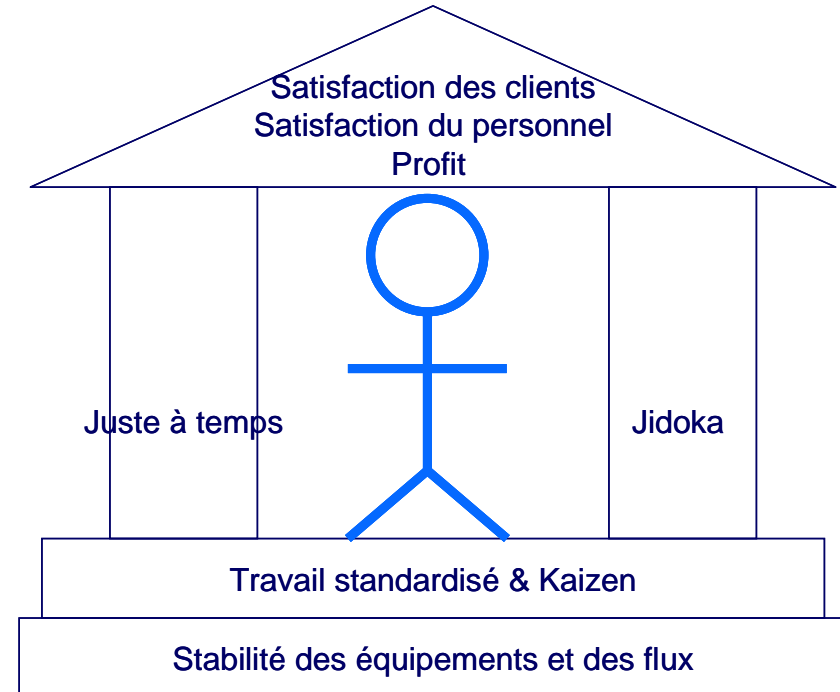 Satisfaction des clients
Satisfaction du personnel
Profit
Juste à temps
Jidoka
Travail standardisé & Kaizen
Stabilité des équipements et des flux